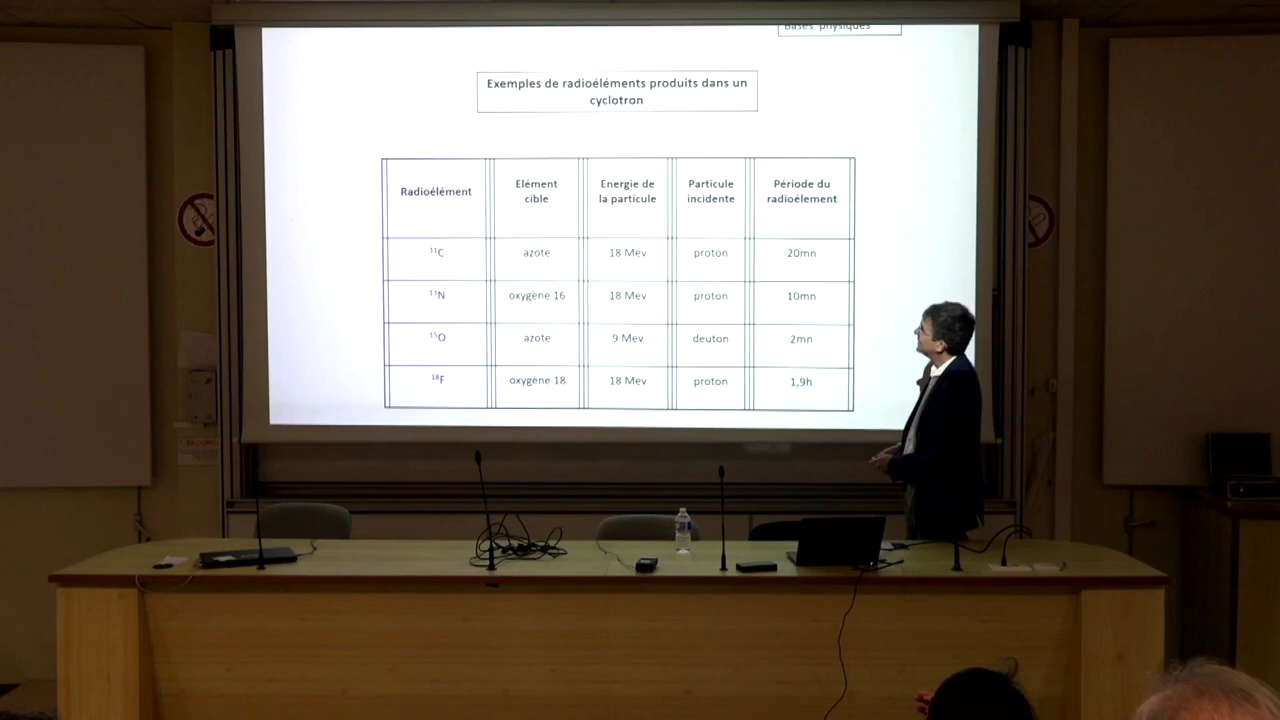 Bases physiques
Exemples de radioéléments produits dans un
cyclotron
Radioélément
Elément
cible
Energie de
la particule
Particule
incidente
Période du
radioélement
¹¹C azote 18 Mev proton 20mn
¹³N oxygène 16 18 Mev proton 10mn
¹⁵O azote 9 Mev deuton 2mn
¹⁸F oxygène 18 18 Mev proton 1,9h
SECURITE